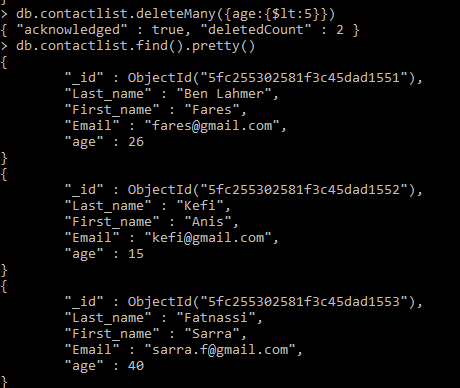 }
> db.contactlist.deleteMany({age:{$lt:5}})
{ "acknowledged" : true, "deletedCount" : 2 }
> db.contactlist.find().pretty()
{
        "_id" : ObjectId("5fc255302581f3c45dad1551"),
        "Last_name" : "Ben Lahmer",
        "First_name" : "Fares",
        "Email" : "fares@gmail.com",
        "age" : 26
}
{
        "_id" : ObjectId("5fc255302581f3c45dad1552"),
        "Last_name" : "Kefi",
        "First_name" : "Anis",
        "Email" : "kefi@gmail.com",
        "age" : 15
}
{
        "_id" : ObjectId("5fc255302581f3c45dad1553"),
        "Last_name" : "Fatnassi",
        "First_name" : "Sarra",
        "Email" : "sarra.f@gmail.com",
        "age" : 40
}